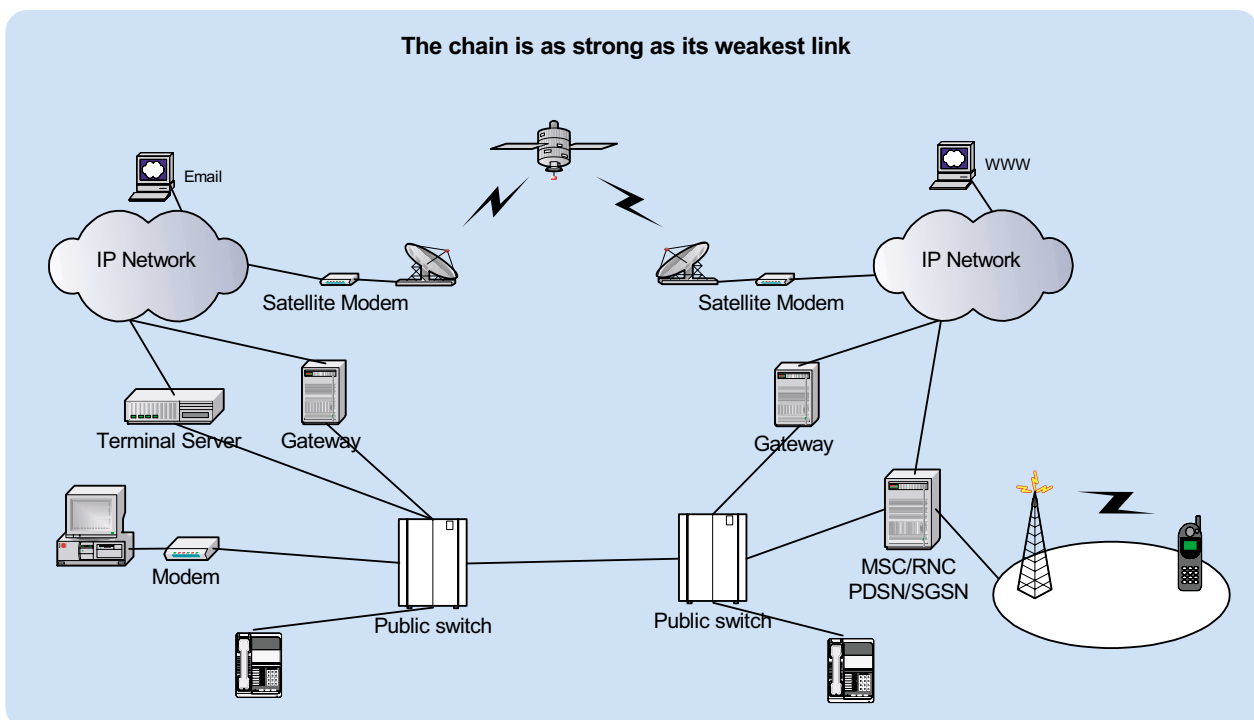 The chain is as strong as its weakest link
Email
WWW
IP Network
IP Network
Satellite Modem
Satellite Modem
Terminal Server
Gateway
Gateway
Modem
MSC/RNC
PDSN/SGSN
Public switch
Public switch